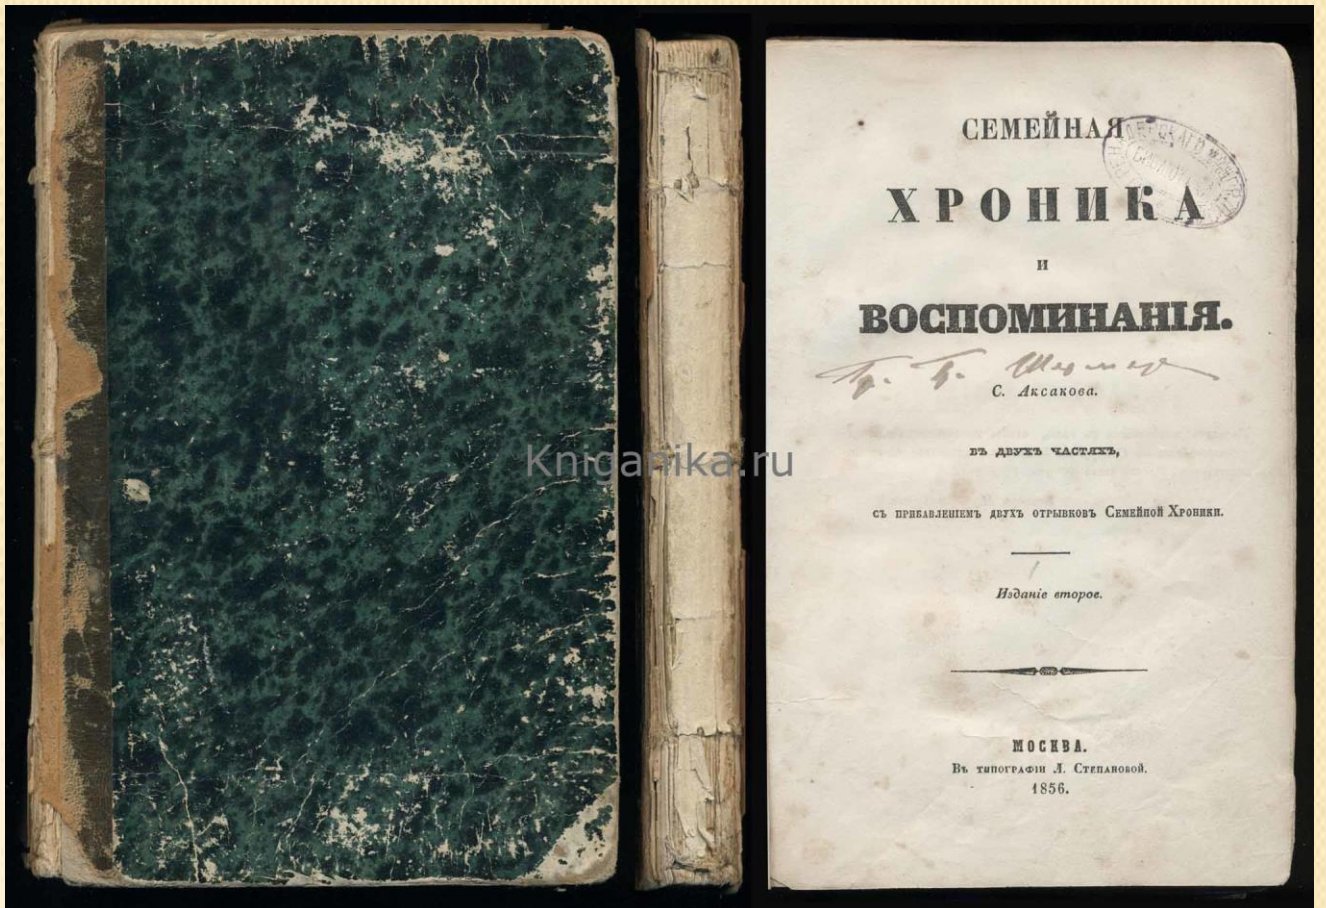 СЕМЕЙНАЯ
ХРОНИКА
И
ВОСПОМИНАНІЯ.
С. Аксакова.
ВЪ ДВУХЪ ЧАСТЯХЪ,
СЪ ПРИБАВЛЕНІЕМЪ ДВУХЪ ОТРЫВКОВЪ СЕМЕЙНОЙ ХРОНИКИ.
Изданіе второе.
МОСКВА.
Въ типографіи Л. Степановой.
1856.
Kniganika.ru